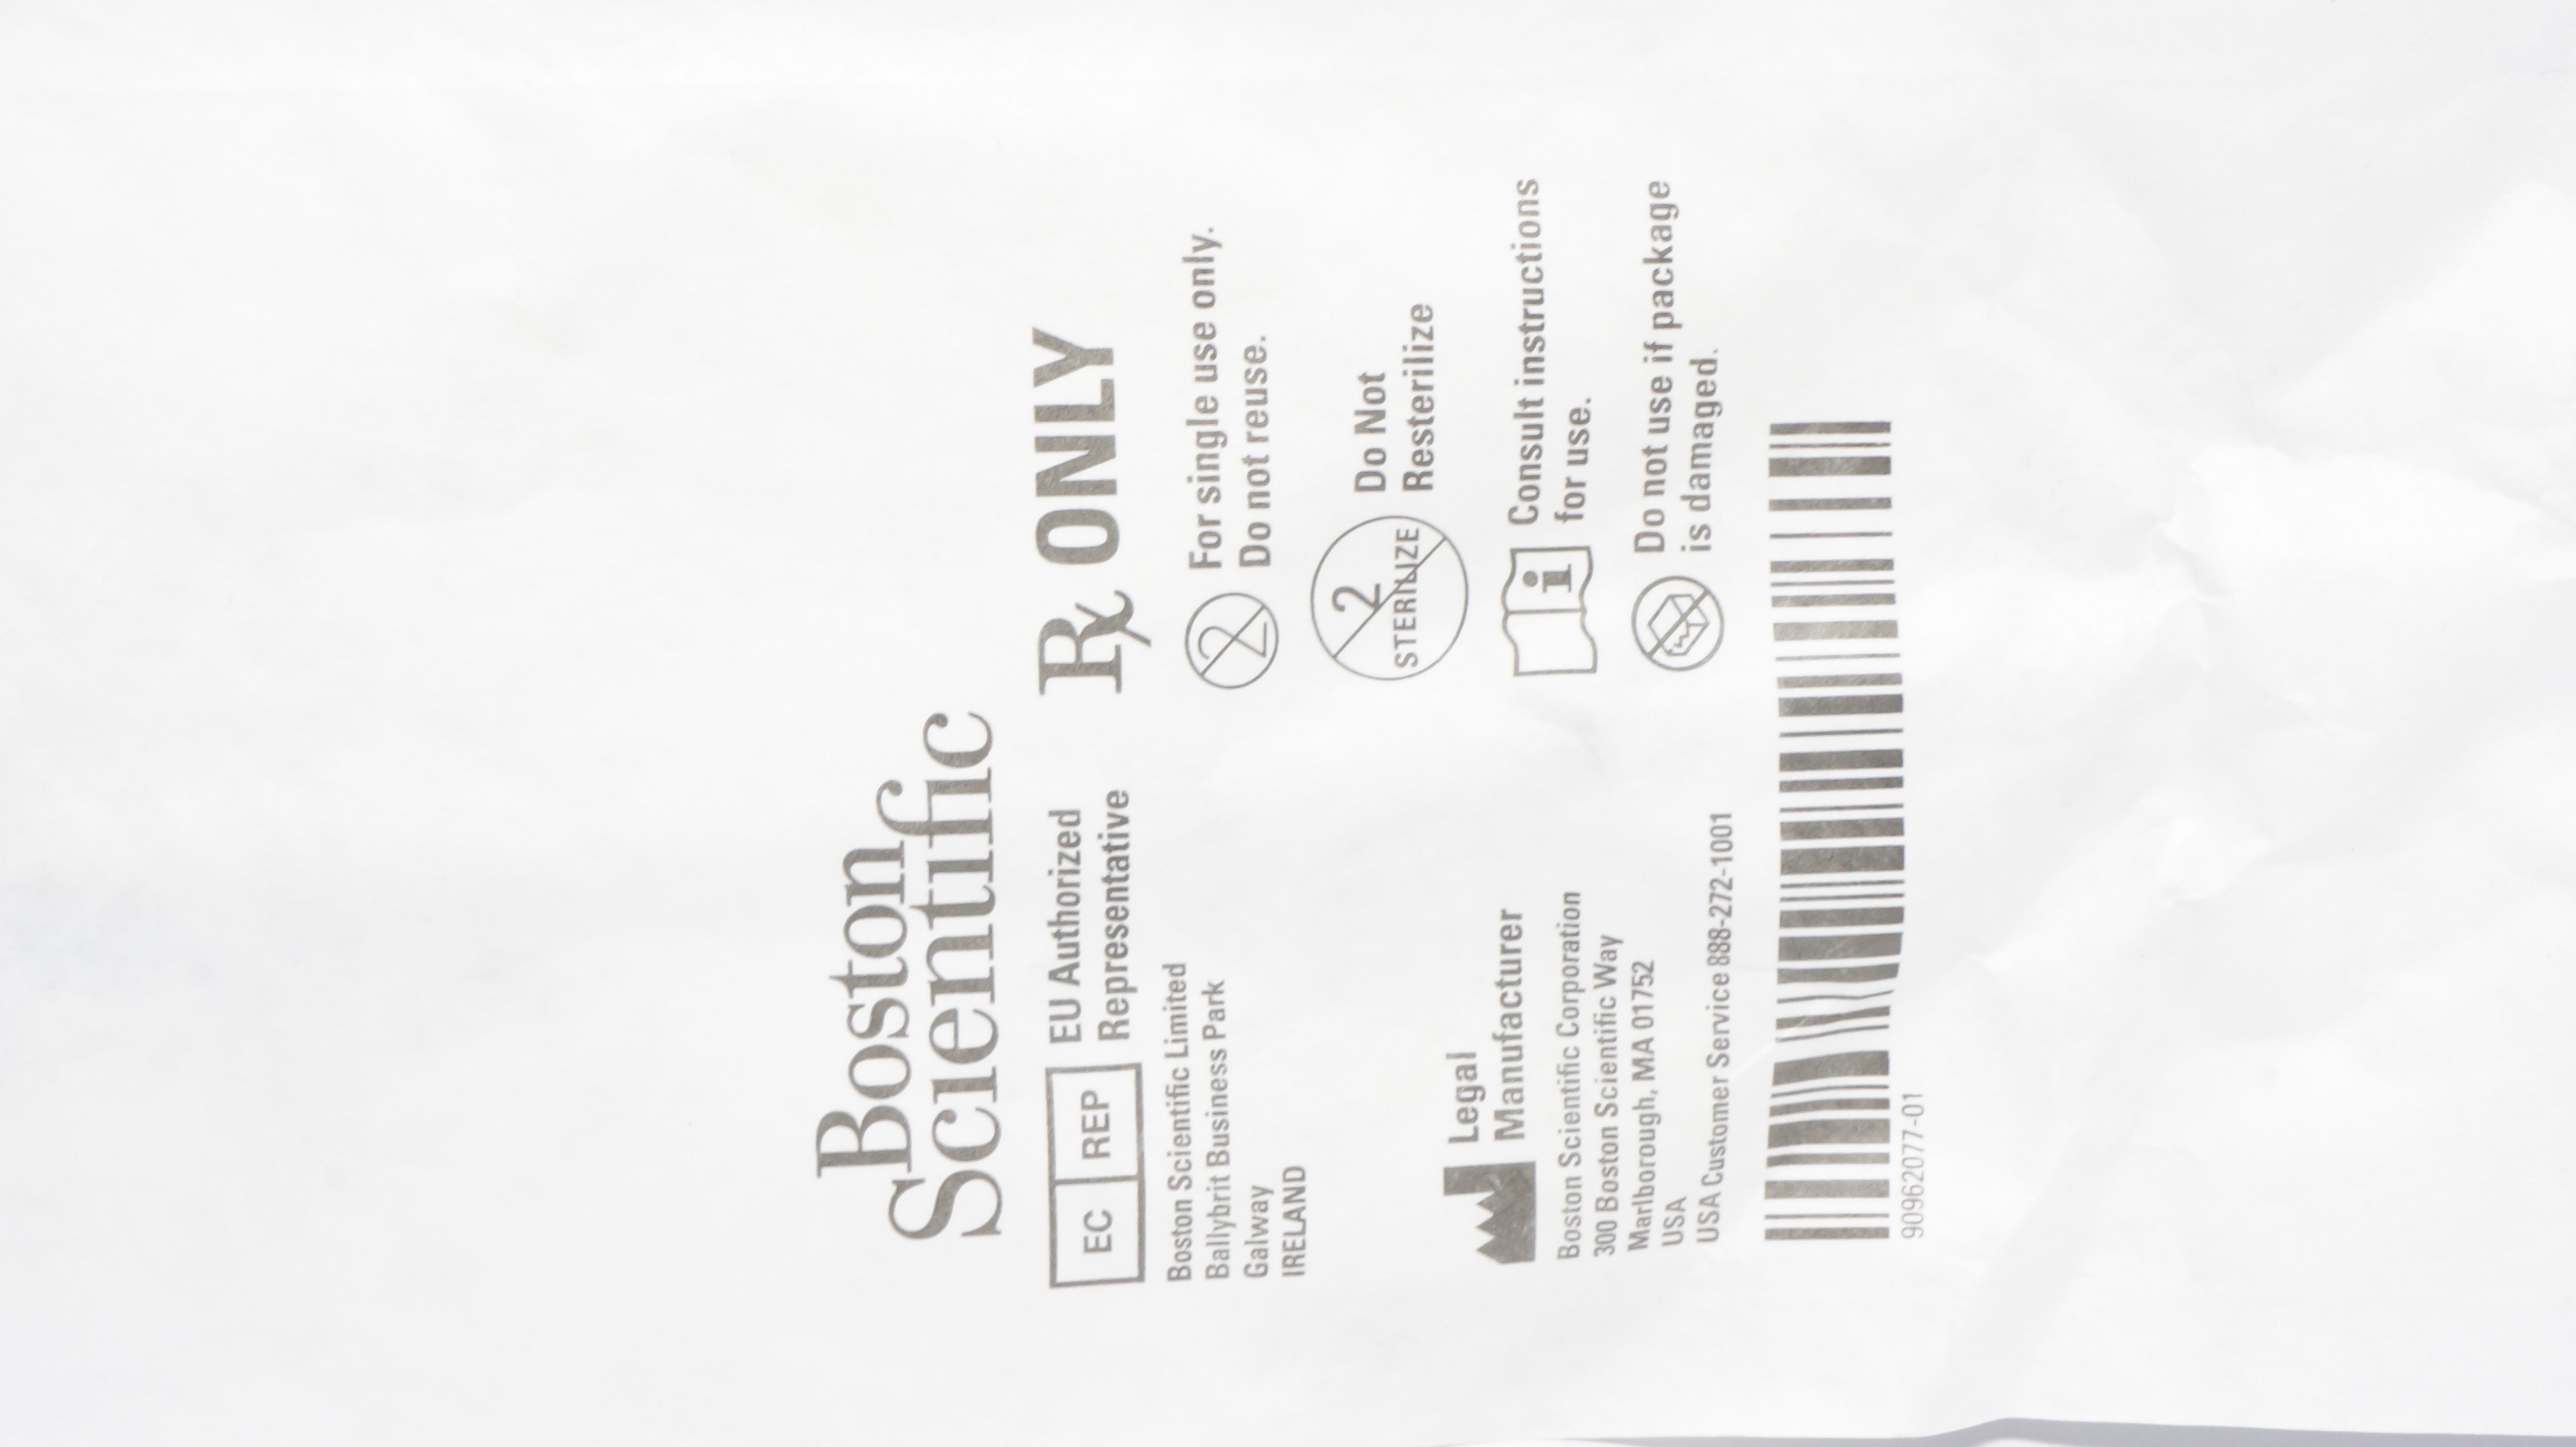 Boston
Scientific
EC REP EU Authorized
Representative
Boston Scientific Limited
Ballybrit Business Park
Galway
IRELAND
Legal
Manufacturer
Boston Scientific Corporation
300 Boston Scientific Way
Marlborough, MA 01752
USA
USA Customer Service 888-272-1001
℞ ONLY
2 For single use only.
Do not reuse.
2
STERILIZE
Do Not
Resterilize
i Consult instructions
for use.
Do not use if package
is damaged.
90962077-01